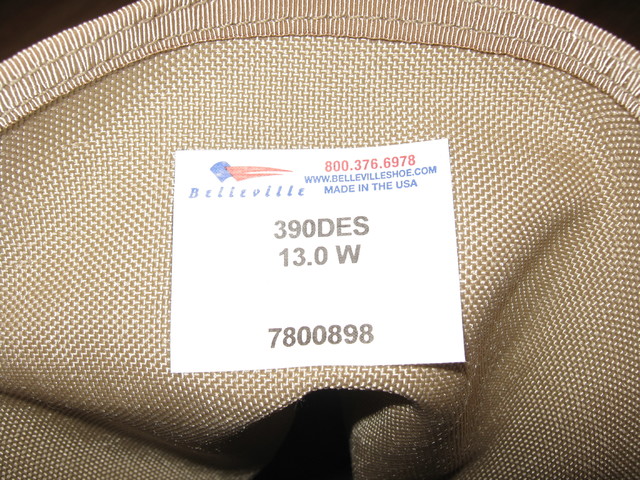 Belleville
800.376.6978
WWW.BELLEVILLESHOE.COM
MADE IN THE USA
390DES
13.0 W
7800898